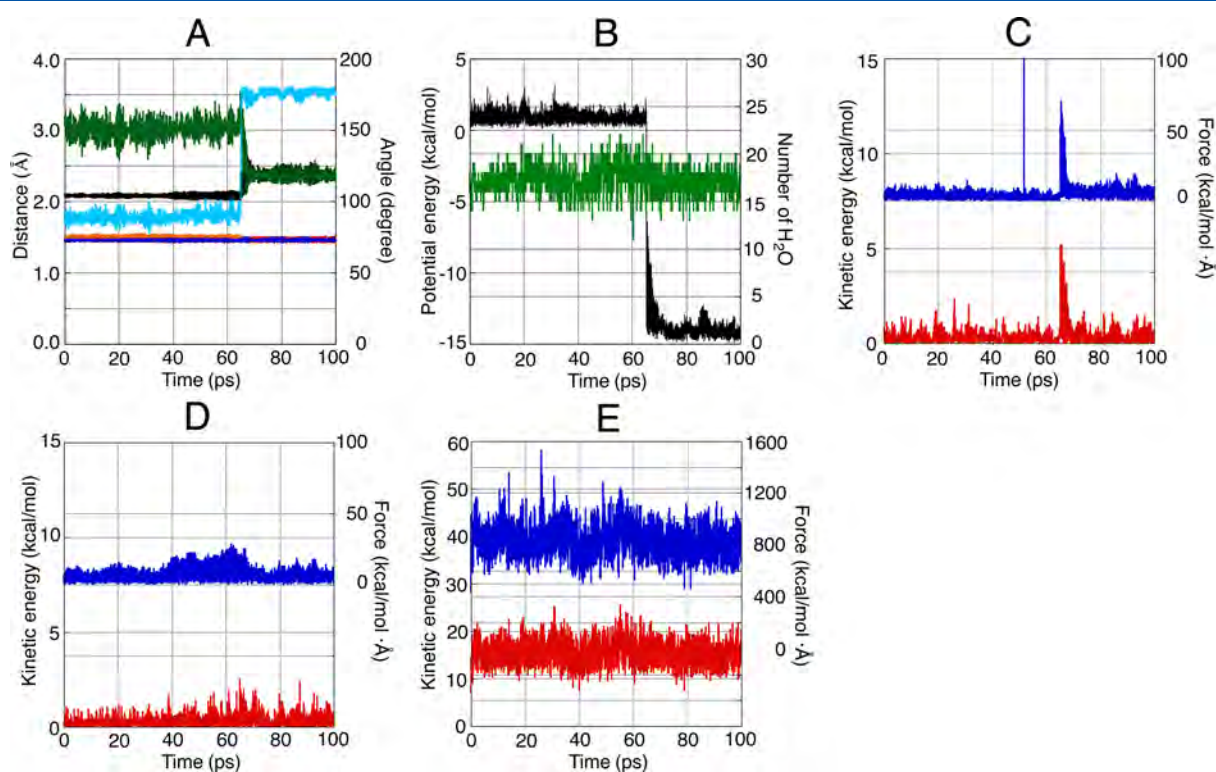 A
4.0
3.0
2.0
1.0
0.0
Distance (Å)
200
150
100
50
0
Angle (degree)
0 20 40 60 80 100
Time (ps)
B
5
0
-5
-10
-15
Potential energy (kcal/mol)
30
25
20
15
10
5
0
Number of H₂O
0 20 40 60 80 100
Time (ps)
C
15
10
5
0
Kinetic energy (kcal/mol)
100
50
0
Force (kcal/mol ·Å)
0 20 40 60 80 100
Time (ps)
D
15
10
5
0
Kinetic energy (kcal/mol)
100
50
0
Force (kcal/mol ·Å)
0 20 40 60 80 100
Time (ps)
E
60
50
40
30
20
10
0
Kinetic energy (kcal/mol)
1600
1200
800
400
0
Force (kcal/mol ·Å)
0 20 40 60 80 100
Time (ps)